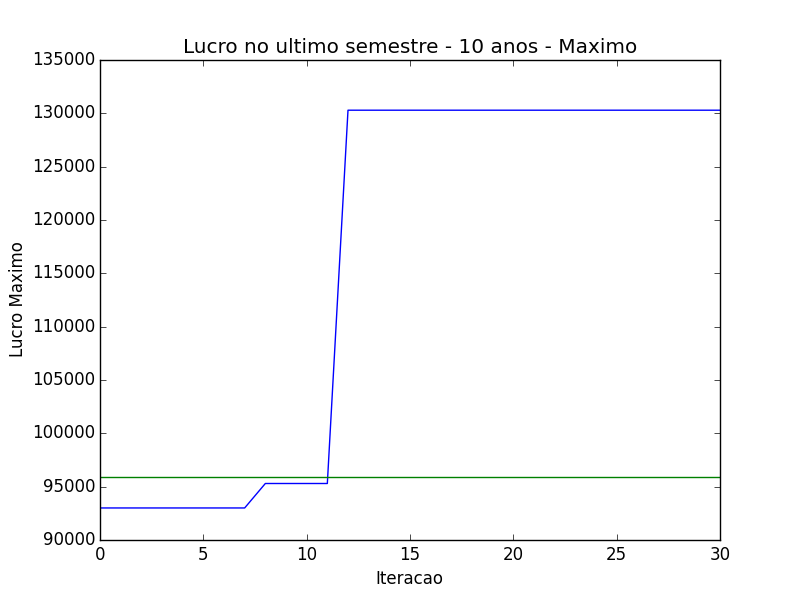 Lucro no ultimo semestre - 10 anos - Maximo
135000
130000
125000
120000
115000
110000
105000
100000
95000
90000
Lucro Maximo
0 5 10 15 20 25 30
Iteracao